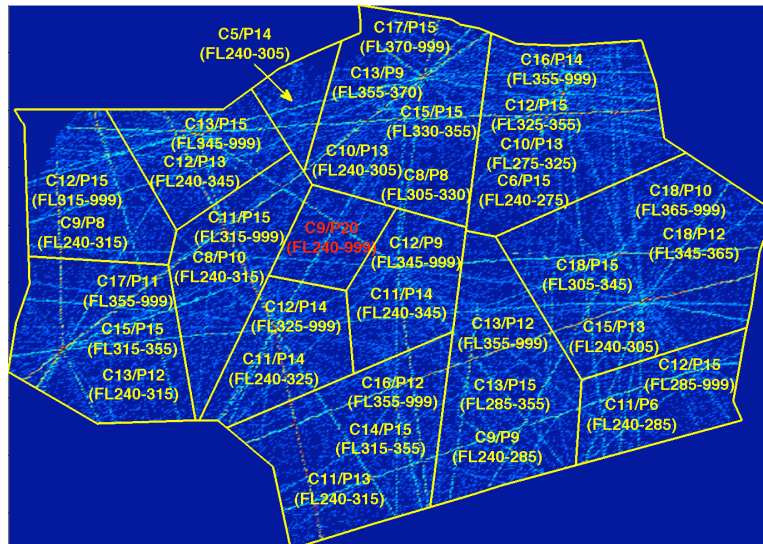 C5/P14
(FL240-305)
C17/P15
(FL370-999)
C13/P9
(FL355-370)
C15/P15
(FL330-355)
C10/P13
(FL240-305)
C8/P8
(FL305-330)
C16/P14
(FL355-999)
C12/P15
(FL325-355)
C10/P13
(FL275-325)
C6/P15
(FL240-275)
C13/P15
(FL345-999)
C12/P13
(FL240-345)
C12/P15
(FL315-999)
C9/P8
(FL240-315)
C11/P15
(FL315-999)
C8/P10
(FL240-315)
C9/P20
(FL240-999)
C12/P9
(FL345-999)
C11/P14
(FL240-345)
C18/P10
(FL365-999)
C18/P12
(FL345-365)
C18/P15
(FL305-345)
C15/P13
(FL240-305)
C17/P11
(FL355-999)
C15/P15
(FL315-355)
C13/P12
(FL240-315)
C12/P14
(FL325-999)
C11/P14
(FL240-325)
C13/P12
(FL355-999)
C13/P15
(FL285-355)
C9/P9
(FL240-285)
C12/P15
(FL285-999)
C11/P6
(FL240-285)
C16/P12
(FL355-999)
C14/P15
(FL315-355)
C11/P13
(FL240-315)